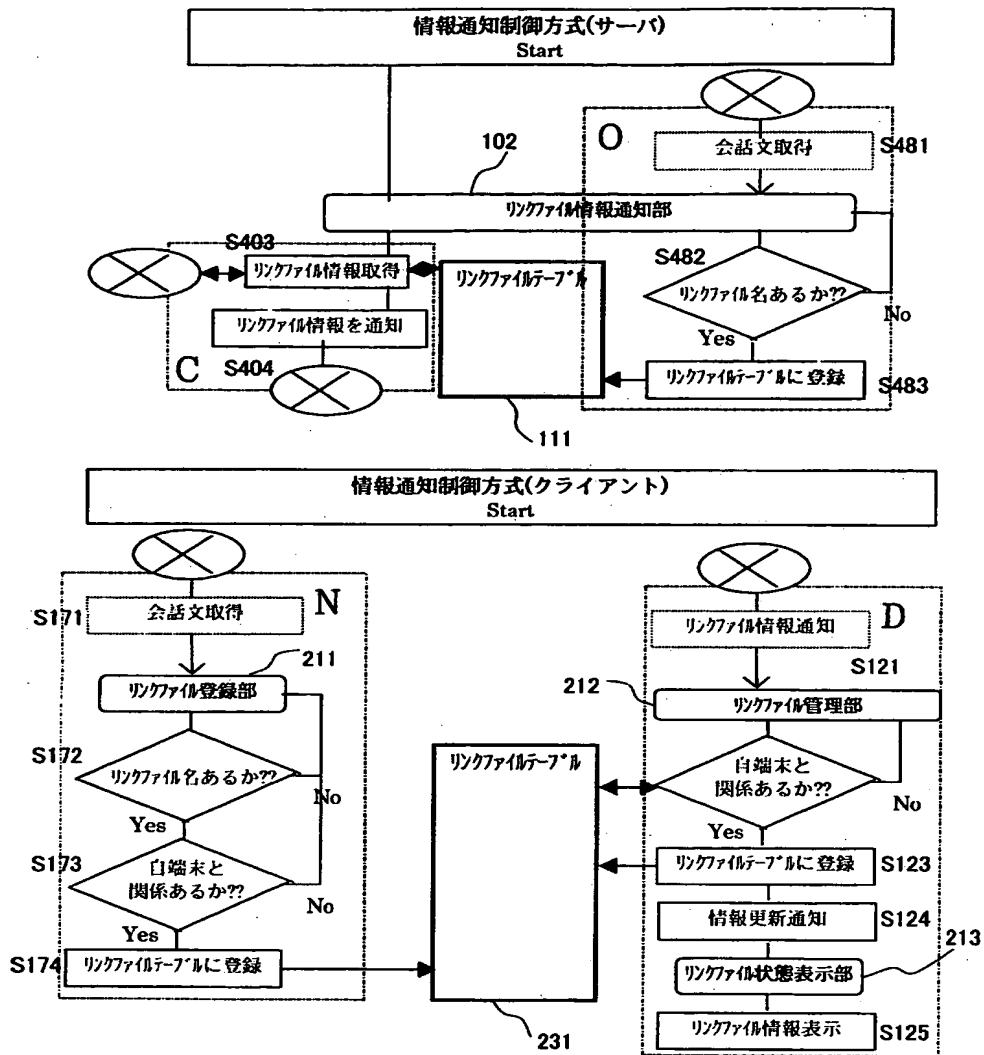 情報通知制御方式(サーバ)
Start
O
会話文取得
S481
102
リンクファイル情報通知部
S403
リンクファイル情報取得
リンクファイルテーブル
S482
リンクファイル名あるか??
No
Yes
リンクファイル情報を通知
C
S404
リンクファイルテーブルに登録
S483
111
情報通知制御方式(クライアント)
Start
N
S171
会話文取得
211
リンクファイル登録部
S172
リンクファイル名あるか??
No
Yes
S173
自端末と
関係あるか??
No
Yes
S174
リンクファイルテーブルに登録
リンクファイルテーブル
231
D
リンクファイル情報通知
S121
212
リンクファイル管理部
自端末と
関係あるか??
No
Yes
リンクファイルテーブルに登録
S123
情報更新通知
S124
213
リンクファイル状態表示部
リンクファイル情報表示
S125